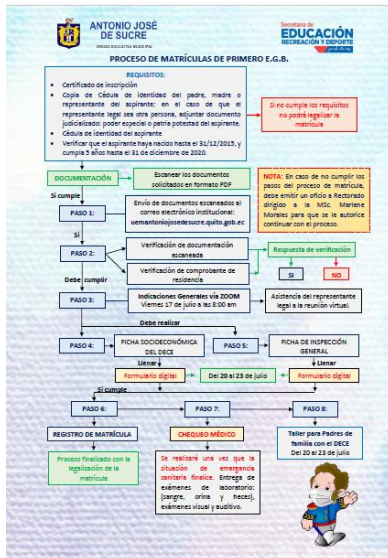 ANTONIO JOSÉ
DE SUCRE
UNIDAD EDUCATIVA MUNICIPAL
Secretaría de
EDUCACIÓN
RECREACIÓN Y DEPORTE
PROCESO DE MATRÍCULAS DE PRIMERO E.G.B.
REQUISITOS:
• Certificado de inscripción
• Copia de Cédula de identidad del padre, madre o
representante del aspirante; en el caso de que el
representante legal sea otra persona, adjuntar documento
judicializado: poder especial o patria potestad del aspirante.
• Cédula de identidad del aspirante
• Verificar que el aspirante haya nacido hasta el 31/12/2015, y
cumpla 5 años hasta el 31 de diciembre de 2020.
Si no cumple los requisitos
no podrá legalizar la
matrícula
DOCUMENTACIÓN
Escanear los documentos
solicitados en formato PDF
NOTA: En caso de no cumplir los
pasos del proceso de matrícula,
debe emitir un oficio a Rectorado
dirigido a la MSc. Marlene
Morales para que se le autorice
continuar con el proceso.
Si cumple
PASO 1:
Envío de documentos escaneados al
correo electrónico institucional:
uemantoniojosedesucre.quito.gob.ec
Sí
PASO 2:
Verificación de documentación
escaneada
Verificación de comprobante de
residencia
Respuesta de verificación
SI
NO
Debe cumplir
PASO 3:
Indicaciones Generales vía ZOOM
Viernes 17 de julio a las 8:00 am
Asistencia del representante
legal a la reunión virtual.
Debe realizar
PASO 4:
FICHA SOCIOECONÓMICA
DEL DECE
PASO 5:
FICHA DE INSPECCIÓN
GENERAL
Llenar
Llenar
Formulario digital
Del 20 al 23 de julio
Formulario digital
Si cumple
PASO 6:
PASO 7:
PASO 8:
REGISTRO DE MATRÍCULA
CHEQUEO MÉDICO
Taller para Padres de
familia con el DECE
Del 20 al 23 de julio
Proceso finalizado con la
legalización de la
matrícula
Se realizará una vez que la
situación de emergencia
sanitaria finalice. Entrega de
exámenes de laboratorio:
(sangre, orina y heces),
exámenes visual y auditivo.